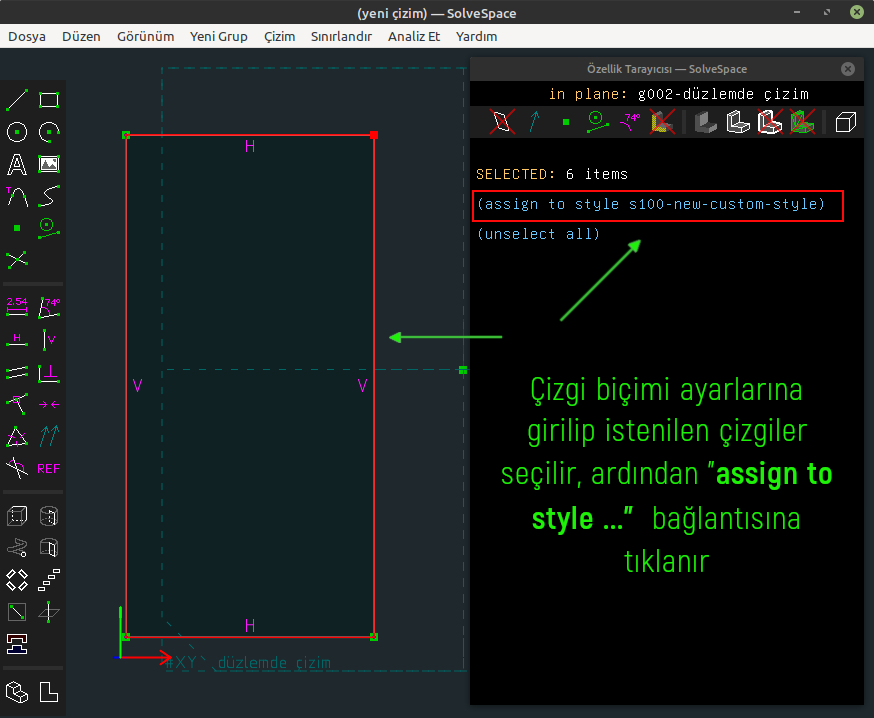 (yeni çizim) — SolveSpace
Dosya Düzen Görünüm Yeni Grup Çizim Sınırlandır Analiz Et Yardım
Özellik Tarayıcısı — SolveSpace
in plane: g002-düzlemde çizim
74°
SELECTED: 6 items
(assign to style s100-new-custom-style)
(unselect all)
H
A
T
2.54
74°
H
V
V
V
REF
Çizgi biçimi ayarlarına
girilip istenilen çizgiler
seçilir, ardından "assign to
style ..." bağlantısına
tıklanır
H
#XY
düzlemde çizim